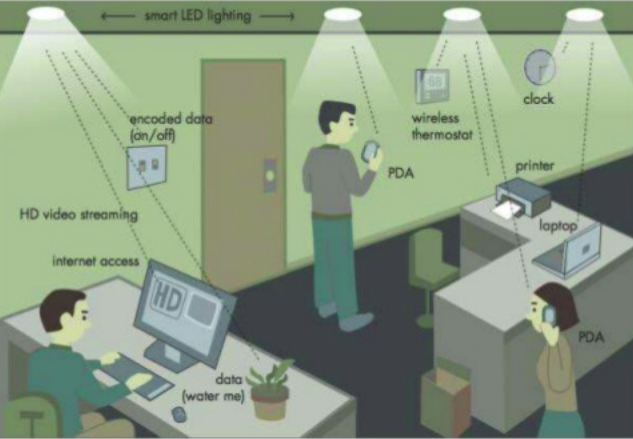 smart LED lighting
encoded data
(on/off)
wireless
thermostat
clock
PDA
printer
HD video streaming
laptop
internet access
HD
PDA
data
(water me)